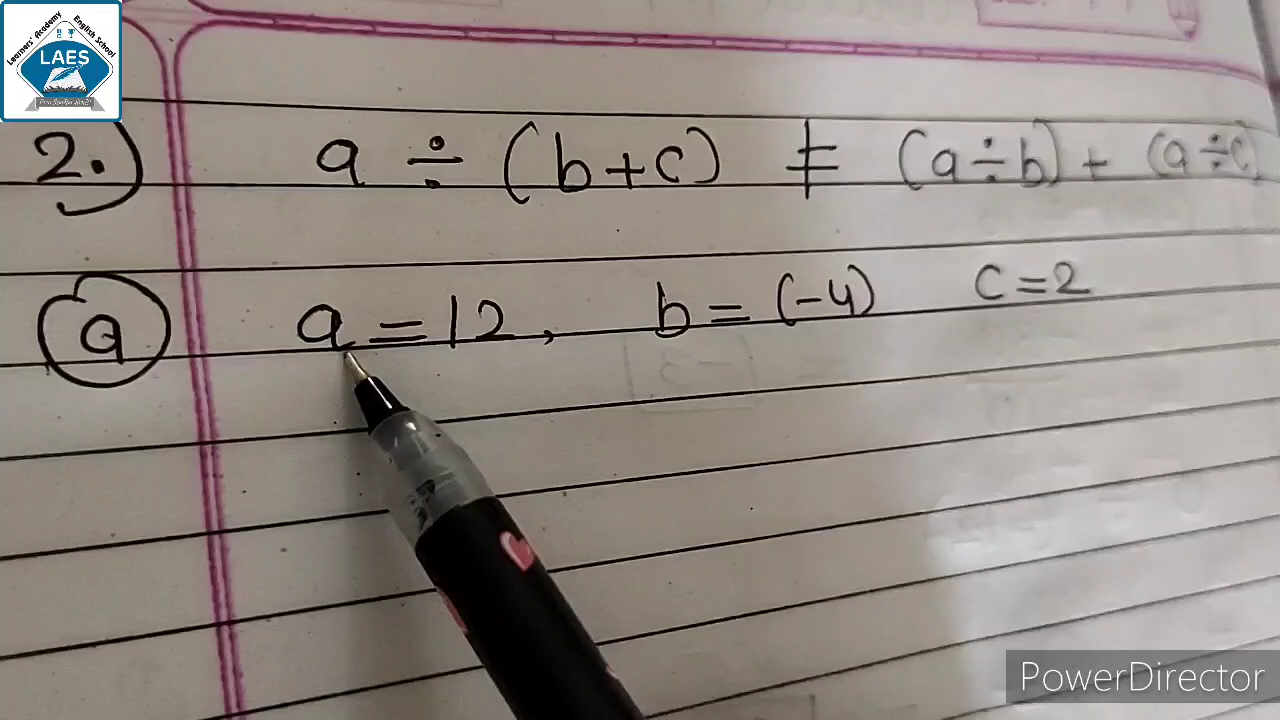 Learners' Academy English School
LAES
2.) a ÷ (b+c) ≠ (a÷b) + (a÷c)
(a) a = 12, b = (-4) c = 2
PowerDirector